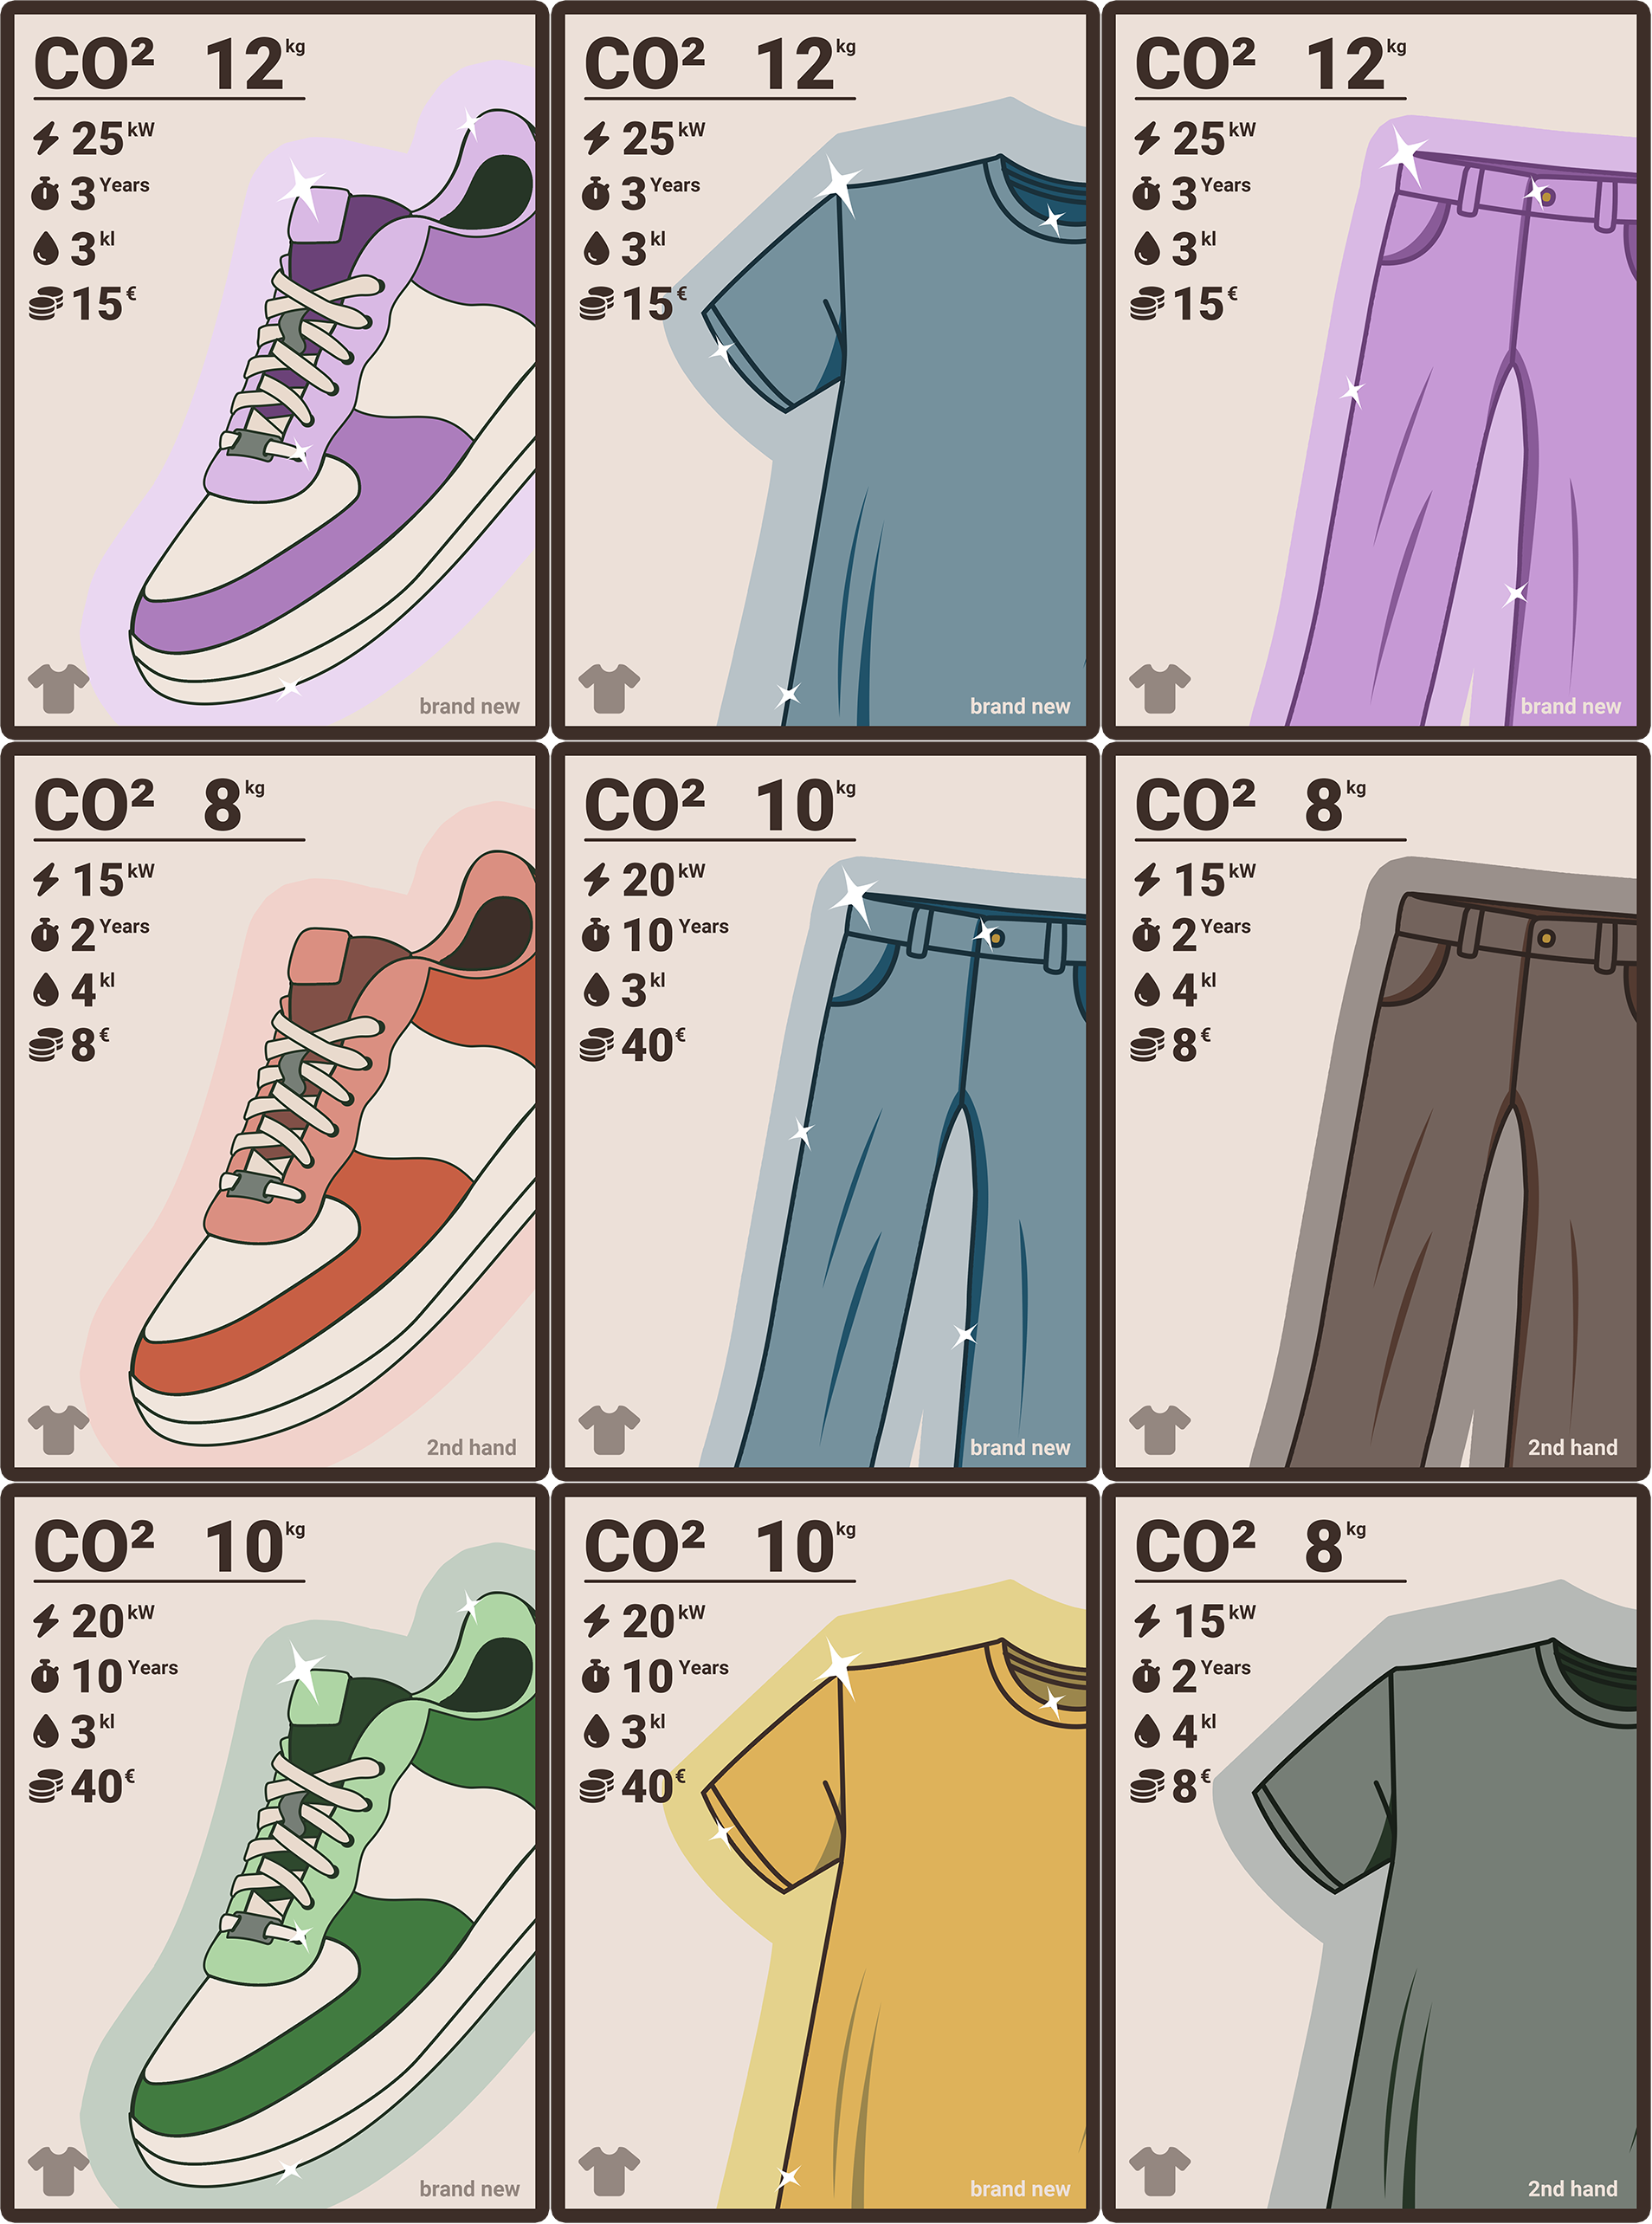 CO² 12 kg
25 kW
3 Years
3 kl
15 €
brand new
CO² 12 kg
25 kW
3 Years
3 kl
15 €
brand new
CO² 12 kg
25 kW
3 Years
3 kl
15 €
brand new
CO² 8 kg
15 kW
2 Years
4 kl
8 €
2nd hand
CO² 10 kg
20 kW
10 Years
3 kl
40 €
brand new
CO² 8 kg
15 kW
2 Years
4 kl
8 €
2nd hand
CO² 10 kg
20 kW
10 Years
3 kl
40 €
brand new
CO² 10 kg
20 kW
10 Years
3 kl
40 €
brand new
CO² 8 kg
15 kW
2 Years
4 kl
8 €
2nd hand